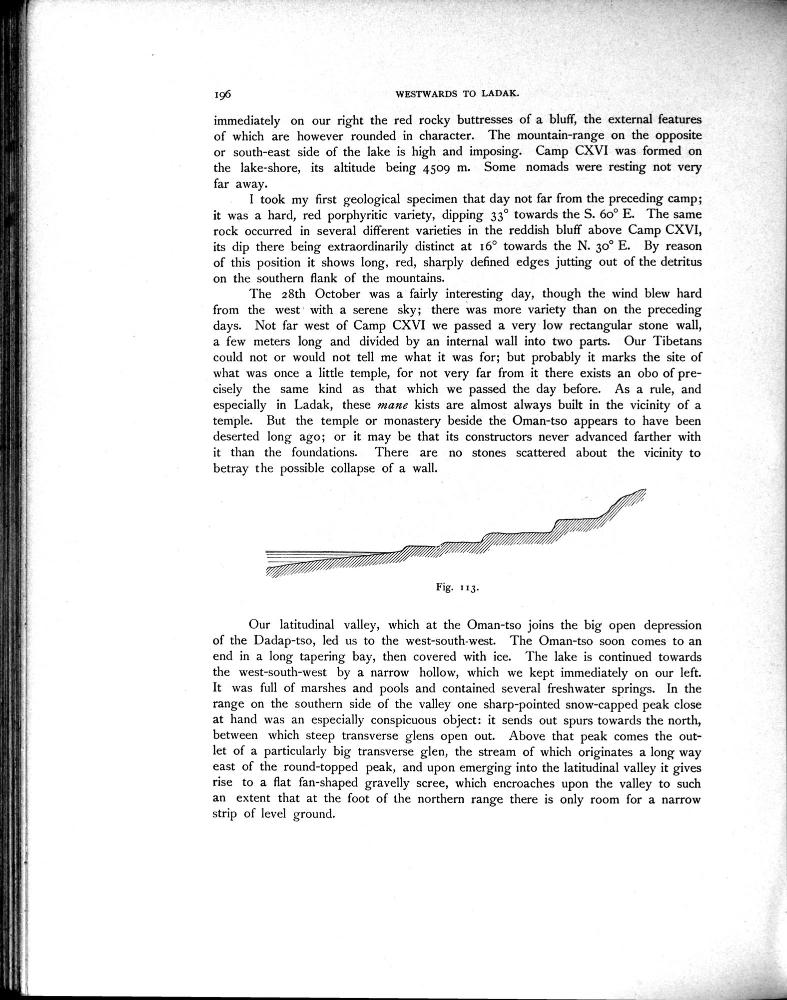 196
WESTWARDS TO LADAK.
immediately on our right the red rocky buttresses of a bluff, the external features
of which are however rounded in character. The mountain-range on the opposite
or south-east side of the lake is high and imposing. Camp CXVI was formed on
the lake-shore, its altitude being 4509 m. Some nomads were resting not very
far away.
I took my first geological specimen that day not far from the preceding camp;
it was a hard, red porphyritic variety, dipping 33° towards the S. 60° E. The same
rock occurred in several different varieties in the reddish bluff above Camp CXVI,
its dip there being extraordinarily distinct at 16° towards the N. 30° E. By reason
of this position it shows long, red, sharply defined edges jutting out of the detritus
on the southern flank of the mountains.
The 28th October was a fairly interesting day, though the wind blew hard
from the west with a serene sky; there was more variety than on the preceding
days. Not far west of Camp CXVI we passed a very low rectangular stone wall,
a few meters long and divided by an internal wall into two parts. Our Tibetans
could not or would not tell me what it was for; but probably it marks the site of
what was once a little temple, for not very far from it there exists an obo of pre-
cisely the same kind as that which we passed the day before. As a rule, and
especially in Ladak, these mane kists are almost always built in the vicinity of a
temple. But the temple or monastery beside the Oman-tso appears to have been
deserted long ago; or it may be that its constructors never advanced farther with
it than the foundations. There are no stones scattered about the vicinity to
betray the possible collapse of a wall.
Fig. 113.
Our latitudinal valley, which at the Oman-tso joins the big open depression
of the Dadap-tso, led us to the west-south-west. The Oman-tso soon comes to an
end in a long tapering bay, then covered with ice. The lake is continued towards
the west-south-west by a narrow hollow, which we kept immediately on our left.
It was full of marshes and pools and contained several freshwater springs. In the
range on the southern side of the valley one sharp-pointed snow-capped peak close
at hand was an especially conspicuous object: it sends out spurs towards the north,
between which steep transverse glens open out. Above that peak comes the out-
let of a particularly big transverse glen, the stream of which originates a long way
east of the round-topped peak, and upon emerging into the latitudinal valley it gives
rise to a flat fan-shaped gravelly scree, which encroaches upon the valley to such
an extent that at the foot of the northern range there is only room for a narrow
strip of level ground.